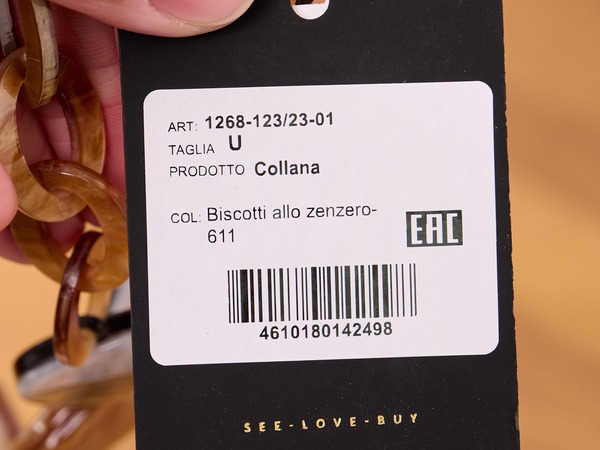 ART: 1268-123/23-01
TAGLIA U
PRODOTTO Collana
COL: Biscotti allo zenzero-
611
EAC
4610180142498
SEE-LOVE-BUY